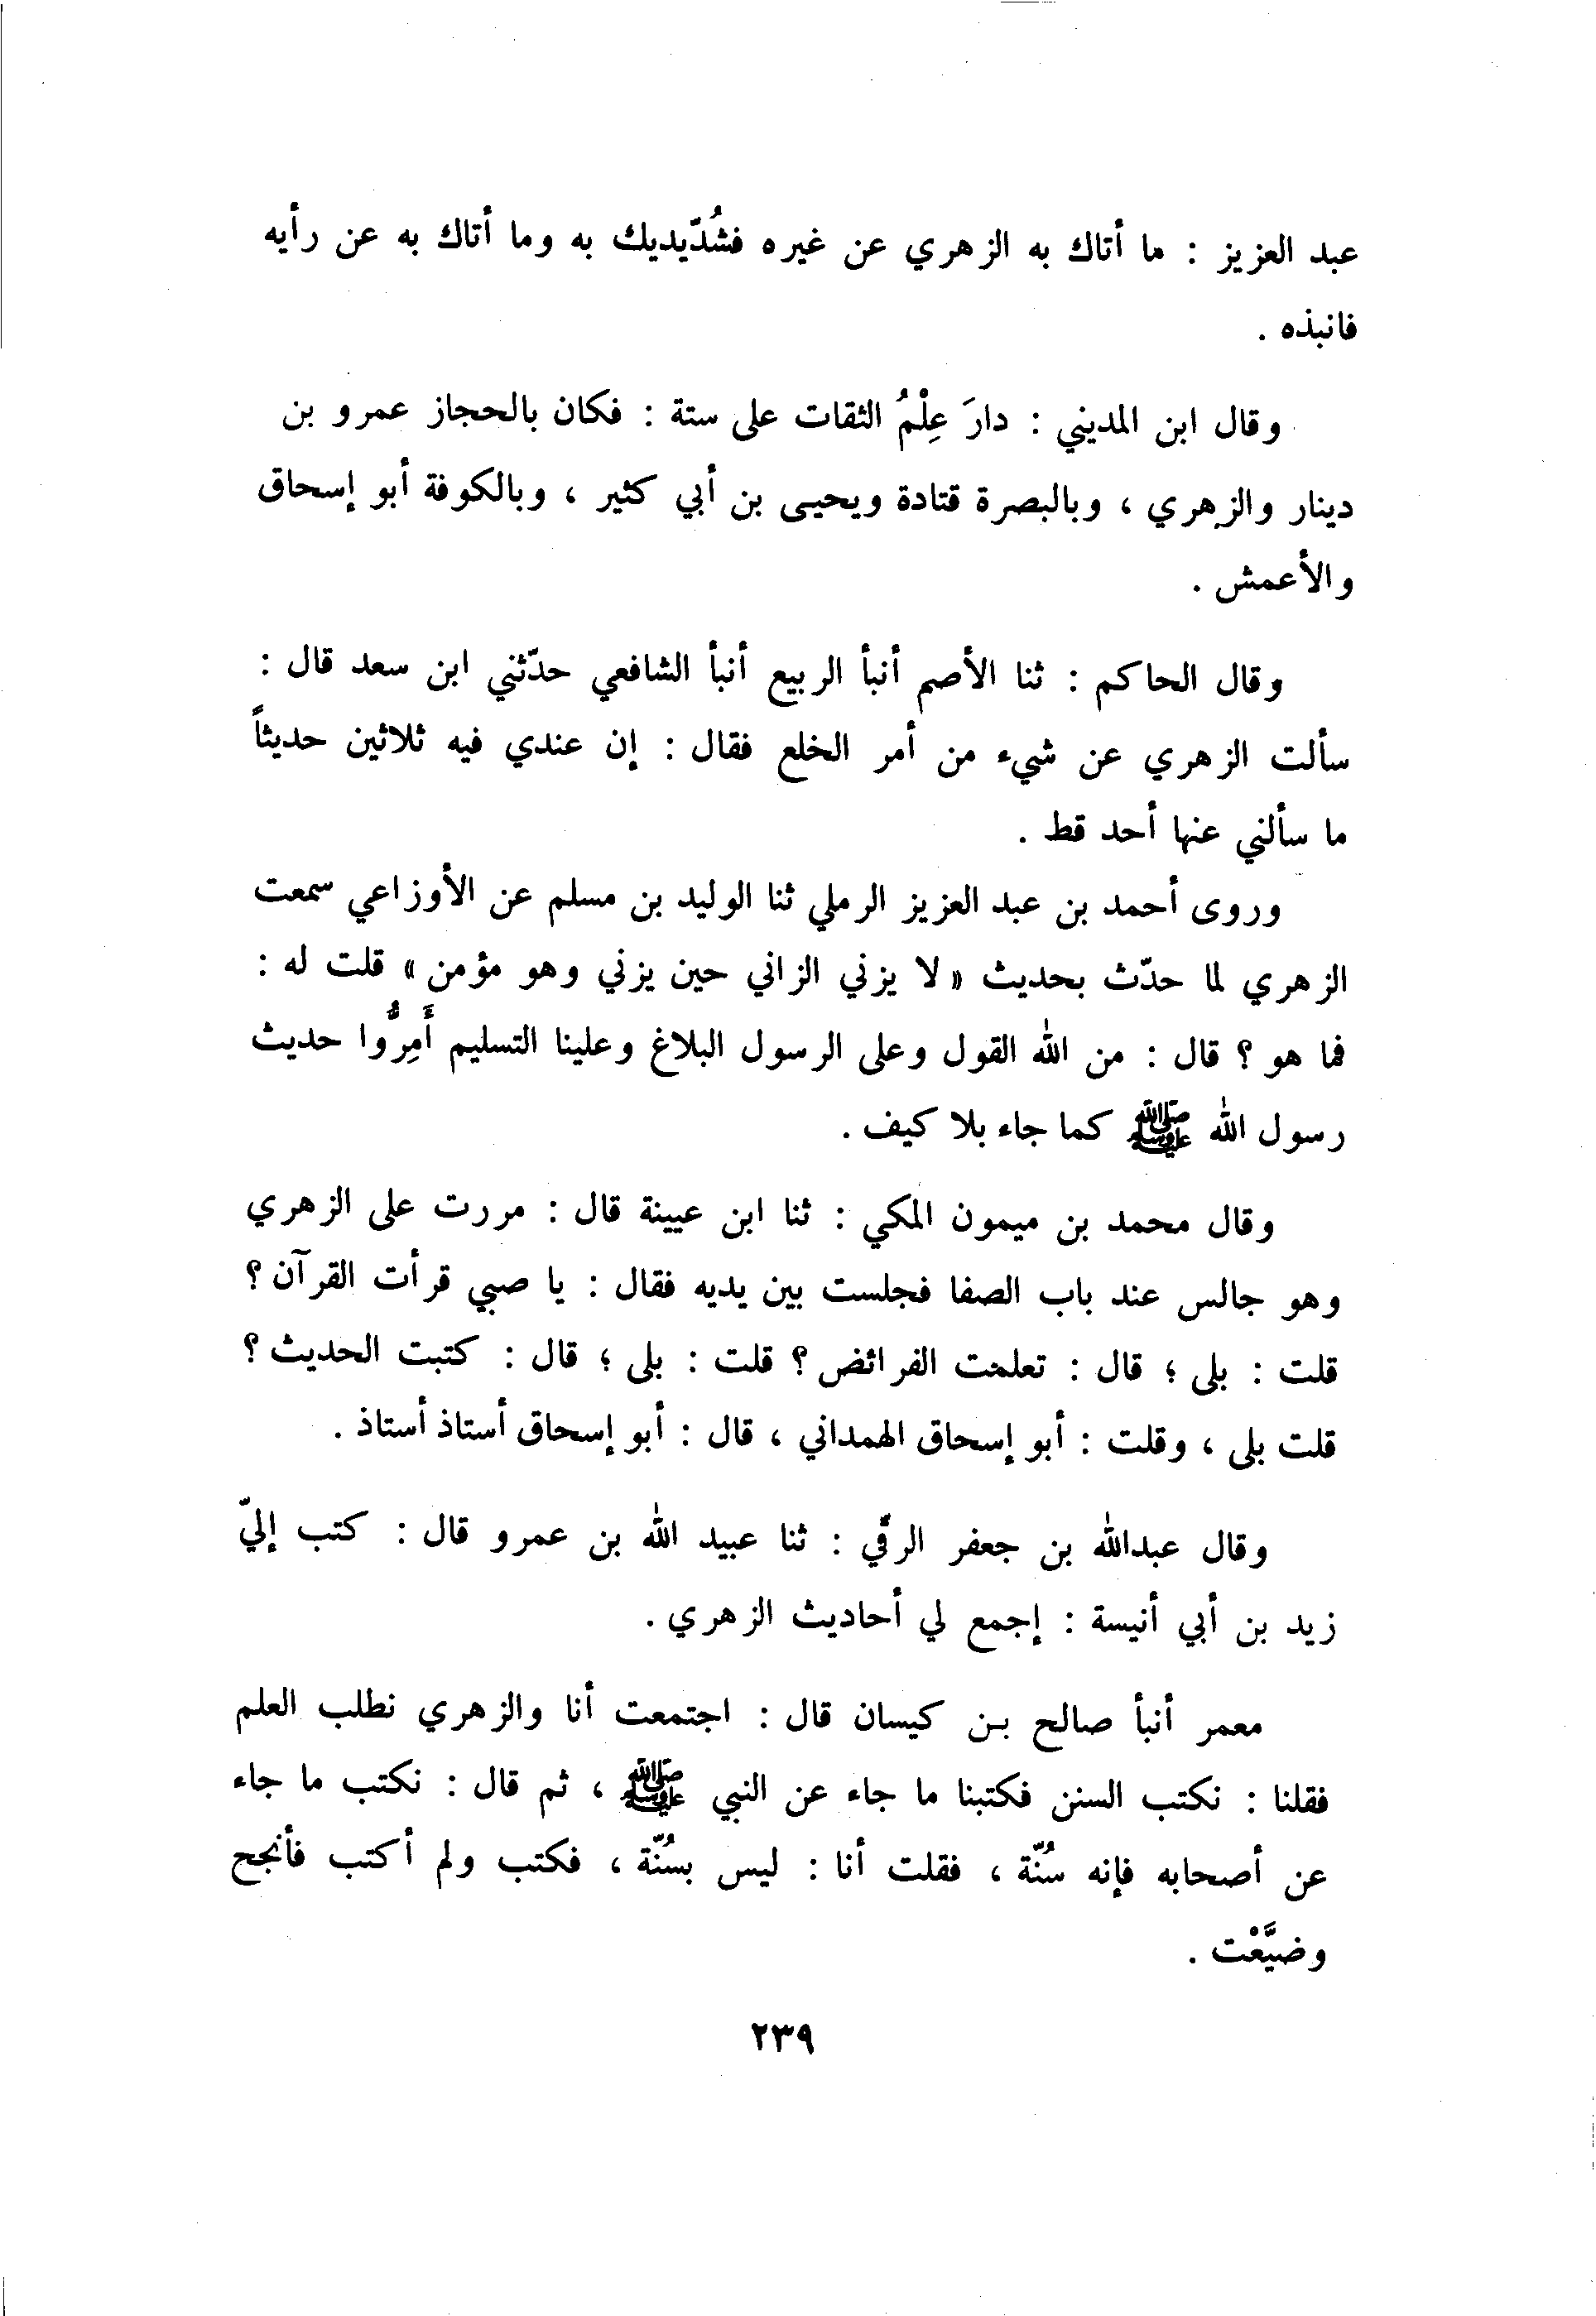 عبد العزيز : ما أتاك به الزهري عن غيره فشُدّيديك به وما أتاك به عن رأيه
فانبذه .
وقال ابن المديني : دارَ عِلْمُ الثقات على ستة : فكان بالحجاز عمرو بن
دينار والزهري ، وبالبصرة قتادة ويحيى بن أبي كثير ، وبالكوفة أبو إسحاق
والأعمش .
وقال الحاكم : ثنا الأصم أنبأ الربيع أنبأ الشافعي حدّثني ابن سعد قال :
سألت الزهري عن شيء من أمر الخلع فقال : إن عندي فيه ثلاثين حديثاً
ما سألني عنها أحد قط .
وروى أحمد بن عبد العزيز الرملي ثنا الوليد بن مسلم عن الأوزاعي سمعت
الزهري لما حدّث بحديث « لا يزني الزاني حين يزني وهو مؤمن » قلت له :
فما هو ؟ قال : من الله القول وعلى الرسول البلاغ وعلينا التسليم أَمِرُّوا حديث
رسول الله ﷺ كما جاء بلا كيف .
وقال محمد بن ميمون المكي : ثنا ابن عيينة قال : مررت على الزهري
وهو جالس عند باب الصفا فجلست بين يديه فقال : يا صبي قرأت القرآن ؟
قلت : بلى ؛ قال : تعلمت الفرائض ؟ قلت : بلى ؛ قال : كتبت الحديث ؟
قلت بلى ، وقلت : أبو إسحاق الهمداني ، قال : أبو إسحاق أستاذ أستاذ .
وقال عبدالله بن جعفر الرقي : ثنا عبيد الله بن عمرو قال : كتب إليّ
زيد بن أبي أنيسة : إجمع لي أحاديث الزهري .
معمر أنبأ صالح بن كيسان قال : اجتمعت أنا والزهري نطلب العلم
فقلنا : نكتب السنن فكتبنا ما جاء عن النبي ﷺ ، ثم قال : نكتب ما جاء
عن أصحابه فإنه سُنّة ، فقلت أنا : ليس بسُنّة ، فكتب ولم أكتب فأنجح
وضيَّعْت .
٢٣٩